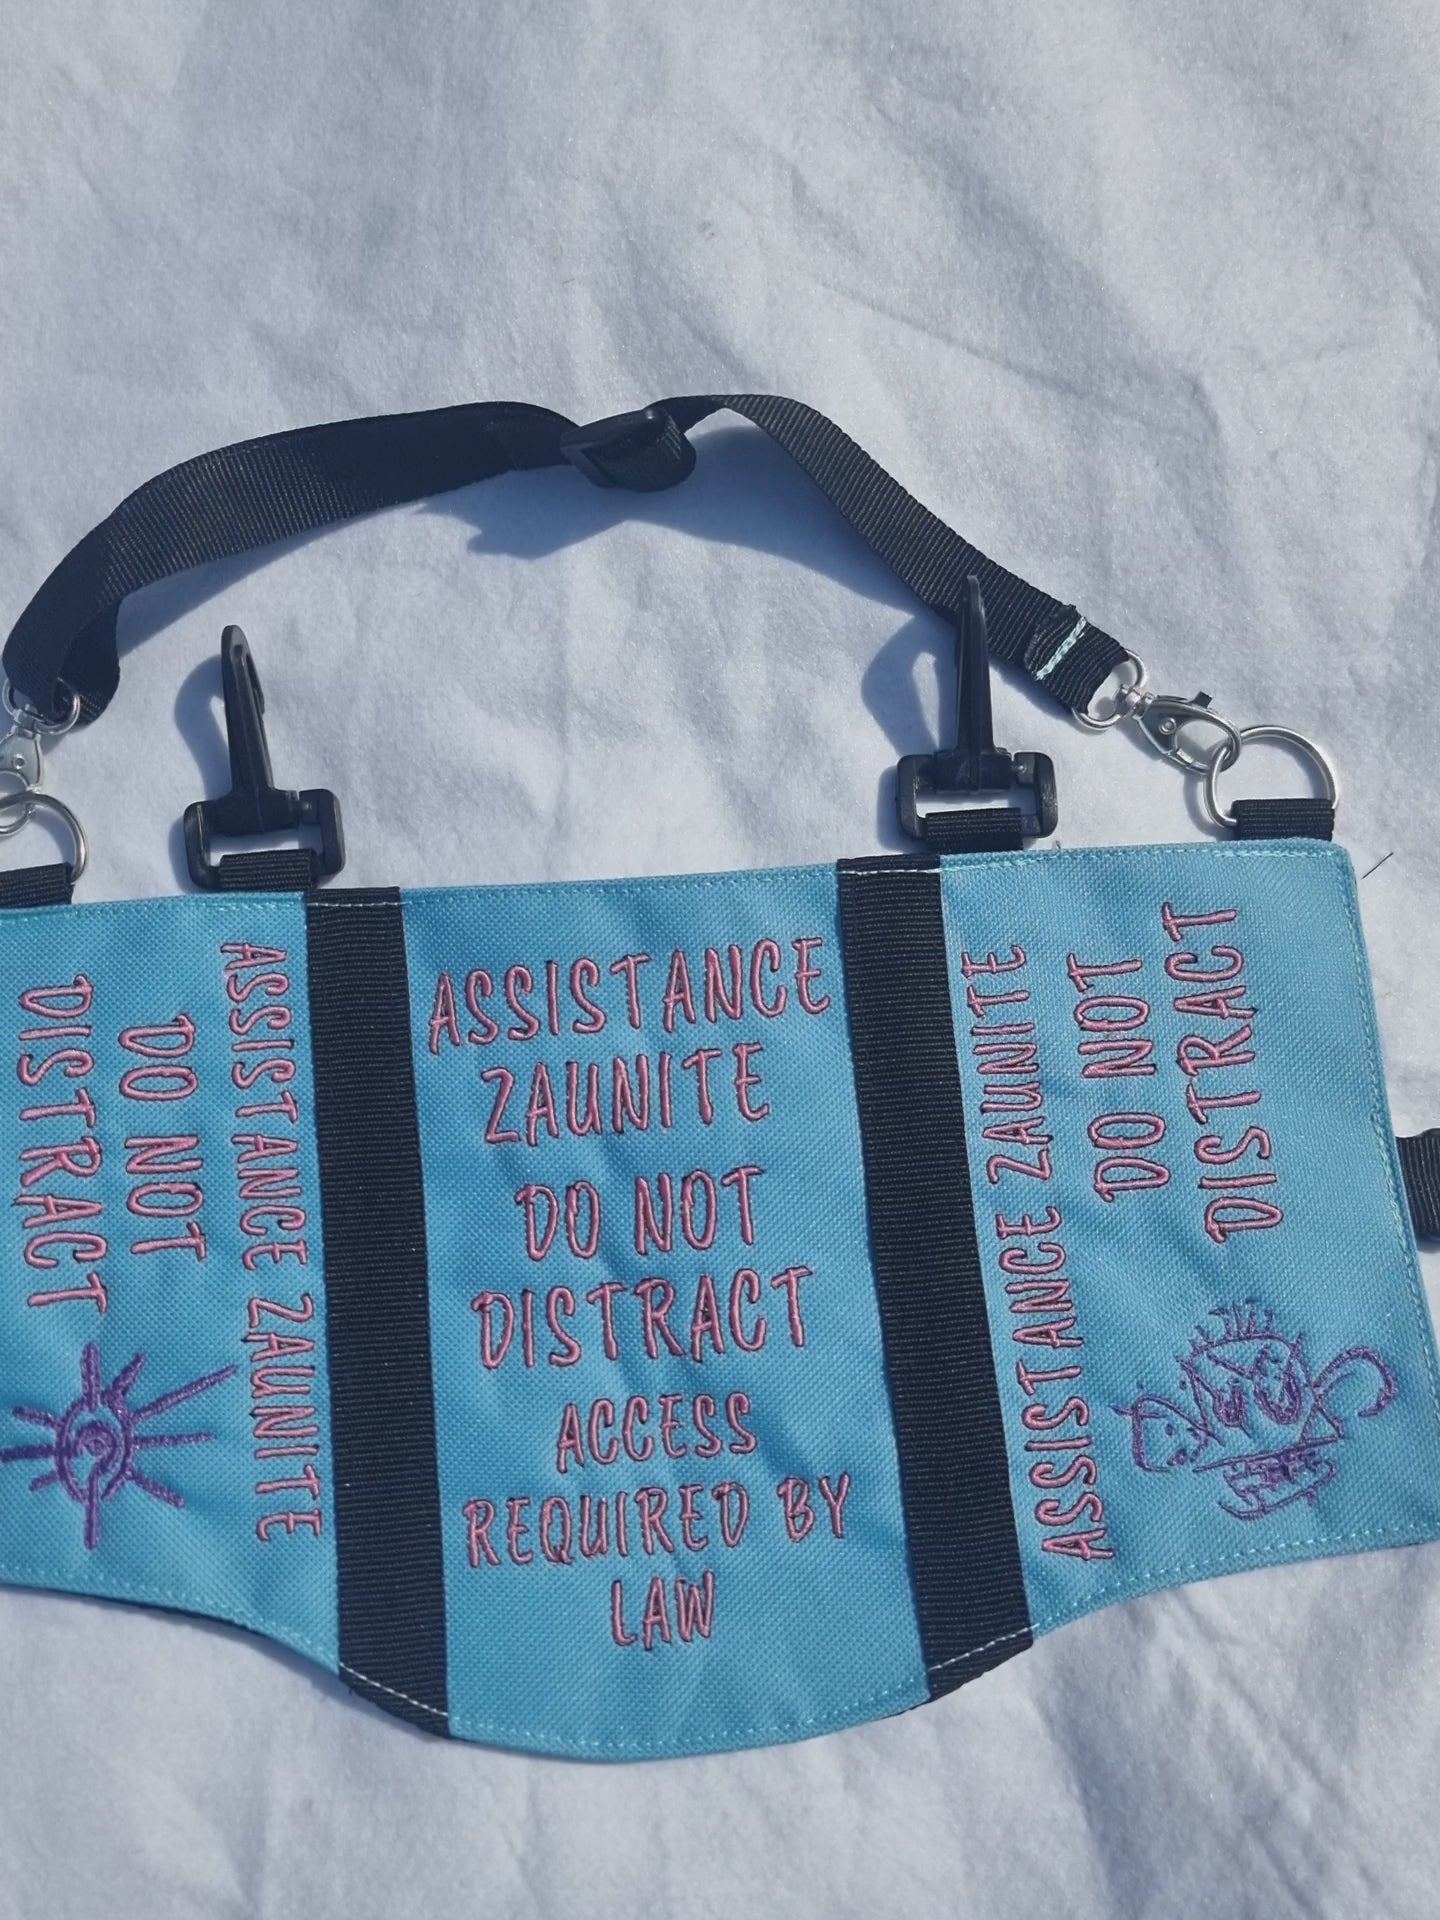 ASSISTANCE ZAUNITE
DO NOT
DISTRACT
ASSISTANCE
ZAUNITE
DO NOT
DISTRACT
ACCESS
REQUIRED BY
LAW
ASSISTANCE ZAUNITE
DO NOT
DISTRACT